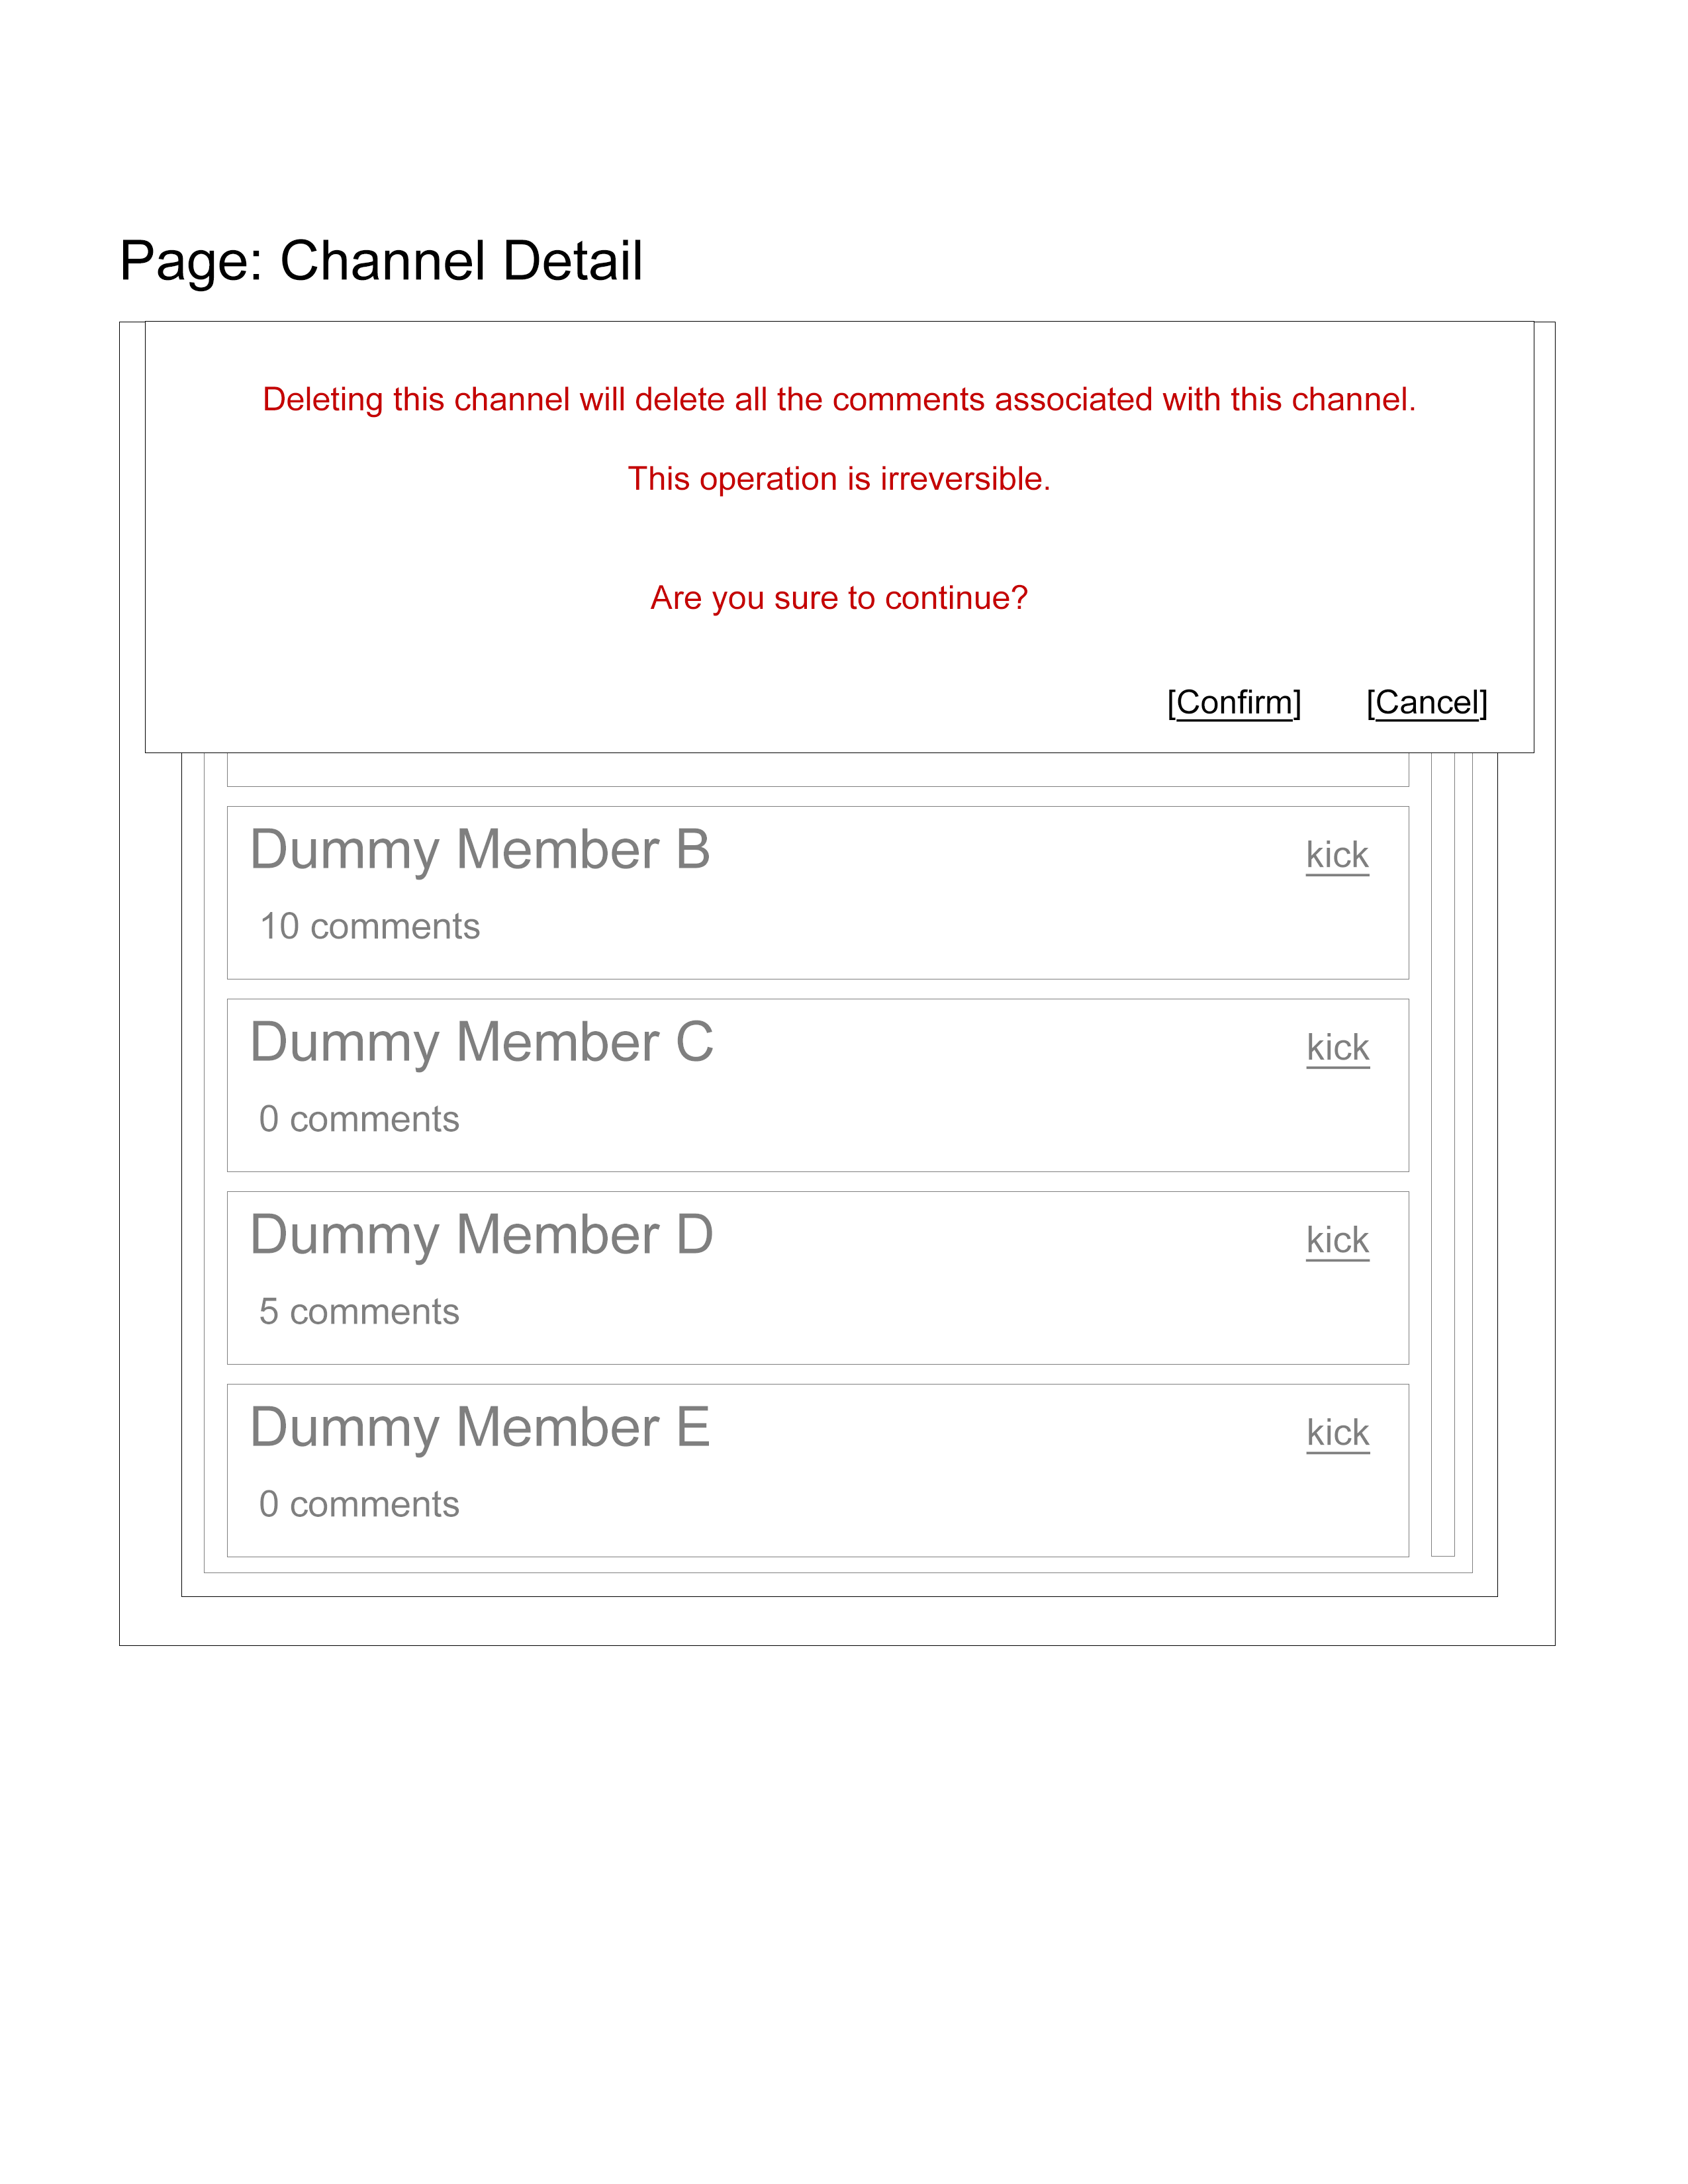 Page: Channel Detail
Deleting this channel will delete all the comments associated with this channel.
This operation is irreversible.
Are you sure to continue?
[Confirm] [Cancel]
Dummy Member B kick
10 comments
Dummy Member C kick
0 comments
Dummy Member D kick
5 comments
Dummy Member E kick
0 comments